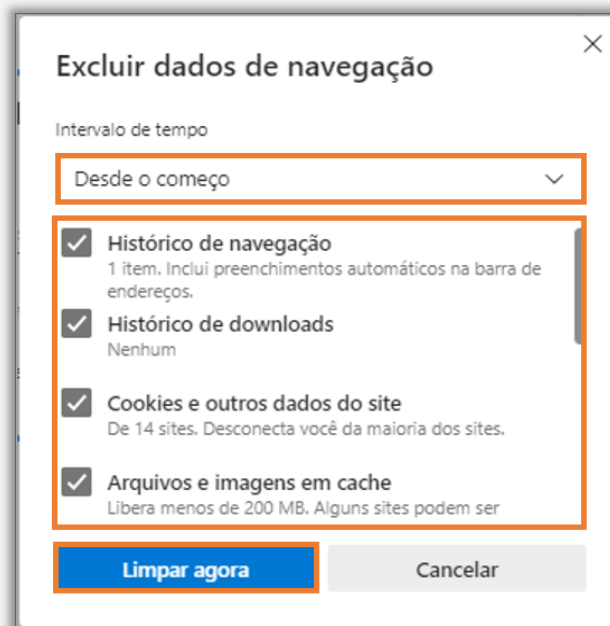 Excluir dados de navegação
Intervalo de tempo
Desde o começo
Histórico de navegação
1 item. Inclui preenchimentos automáticos na barra de
endereços.
Histórico de downloads
Nenhum
Cookies e outros dados do site
De 14 sites. Desconecta você da maioria dos sites.
Arquivos e imagens em cache
Libera menos de 200 MB. Alguns sites podem ser
Limpar agora
Cancelar